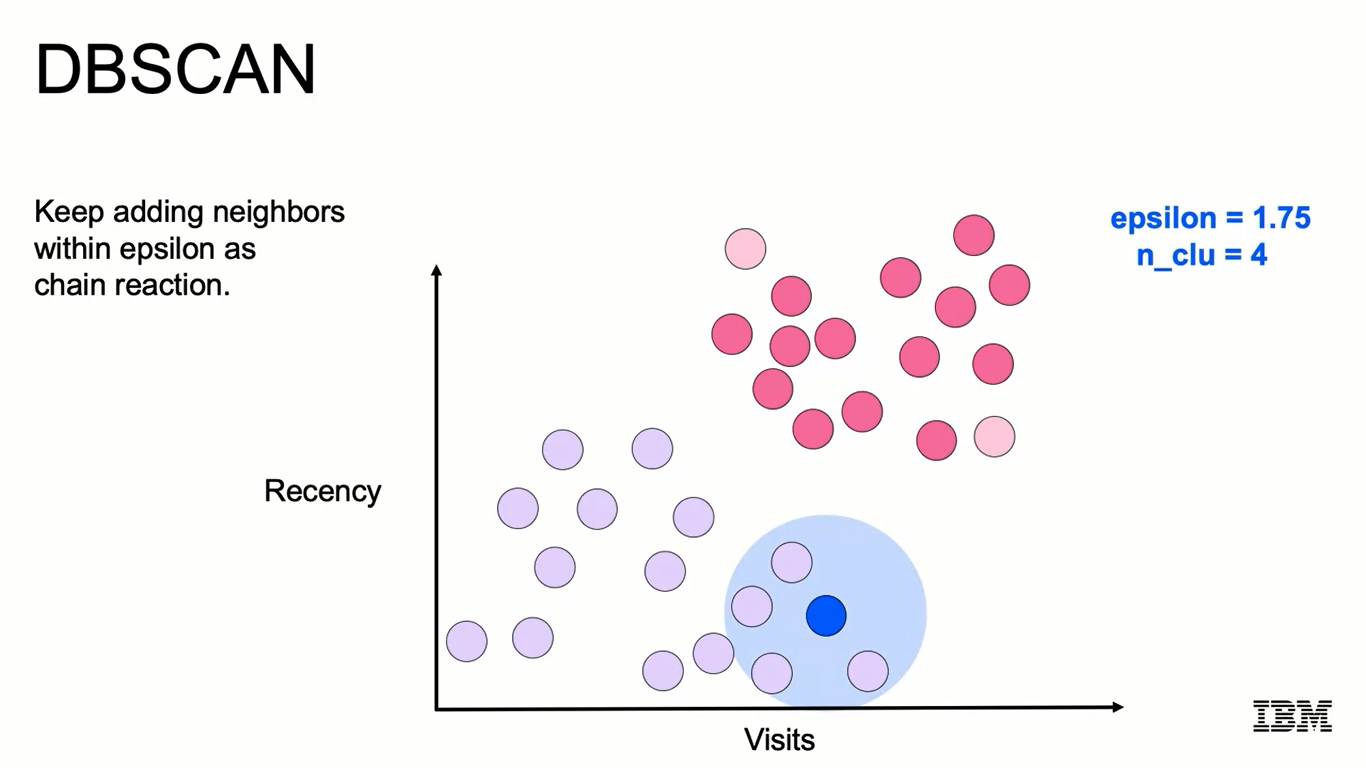 DBSCAN
Keep adding neighbors
within epsilon as
chain reaction.
epsilon = 1.75
n_clu = 4
Recency
Visits
IBM